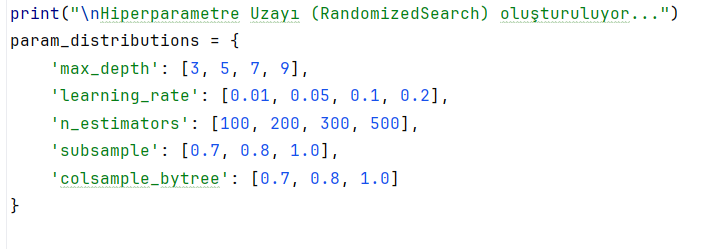 print("\nHiperparametre Uzayı (RandomizedSearch) oluşturuluyor...")
param_distributions = {
    'max_depth': [3, 5, 7, 9],
    'learning_rate': [0.01, 0.05, 0.1, 0.2],
    'n_estimators': [100, 200, 300, 500],
    'subsample': [0.7, 0.8, 1.0],
    'colsample_bytree': [0.7, 0.8, 1.0]
}